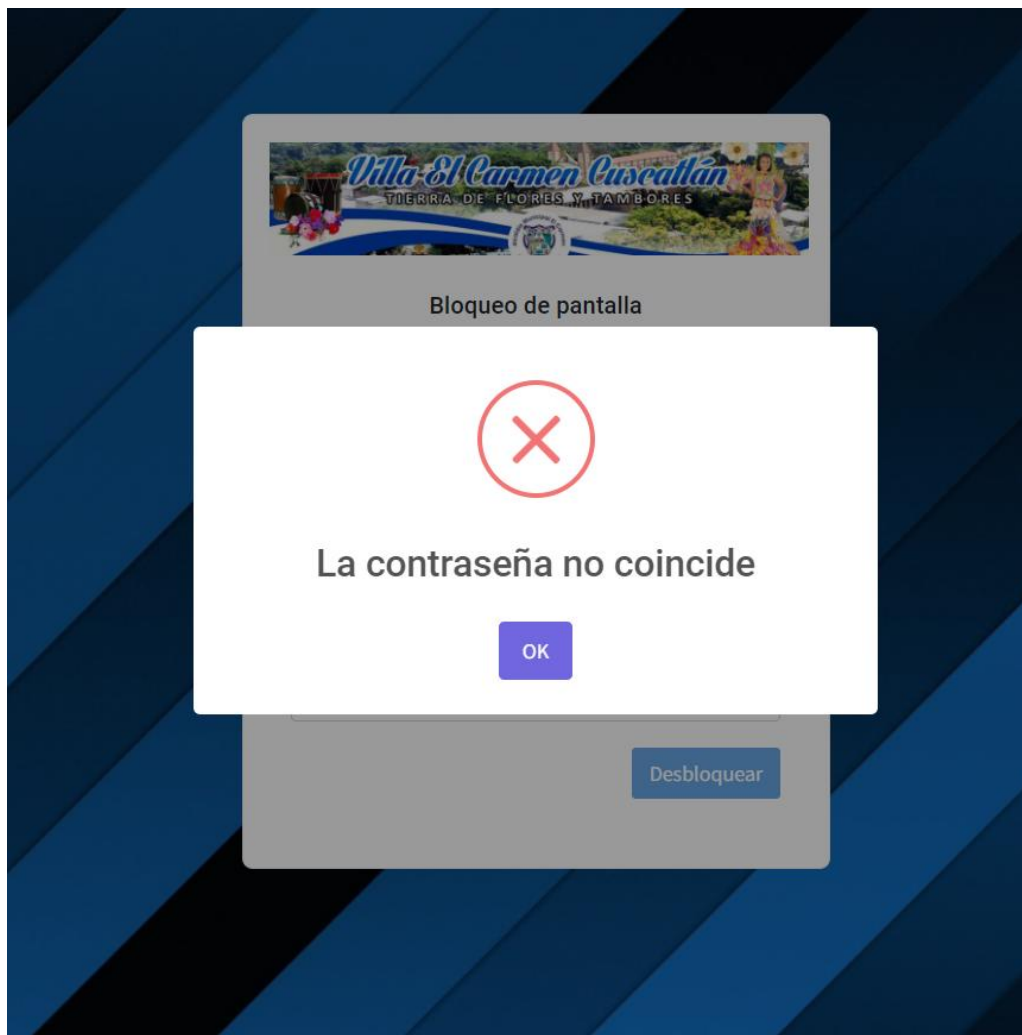 Villa El Carmen Cuscatlán
TIERRA DE FLORES Y TAMBORES
Bloqueo de pantalla
La contraseña no coincide
OK
Desbloquear